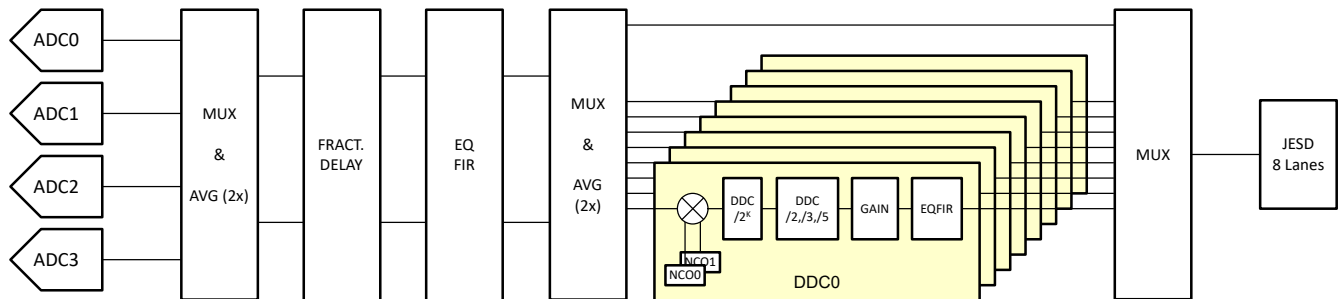 ADC0
ADC1
ADC2
ADC3
MUX
&
AVG (2x)
FRACT.
DELAY
EQ
FIR
MUX
&
AVG
(2x)
DDC
/2ᴷ
DDC
/2,/3,/5
GAIN
EQFIR
NCO1
NCO0
DDC0
MUX
JESD
8 Lanes